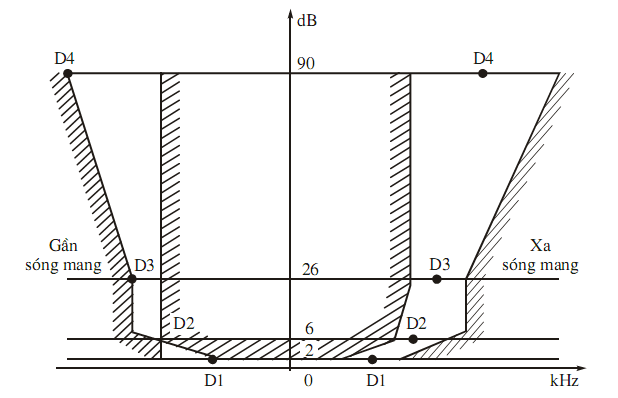 dB
D4
90
D4
Gần
sóng mang
D3
26
D3
Xa
sóng mang
D2
6
D2
2
D1
0
D1
kHz